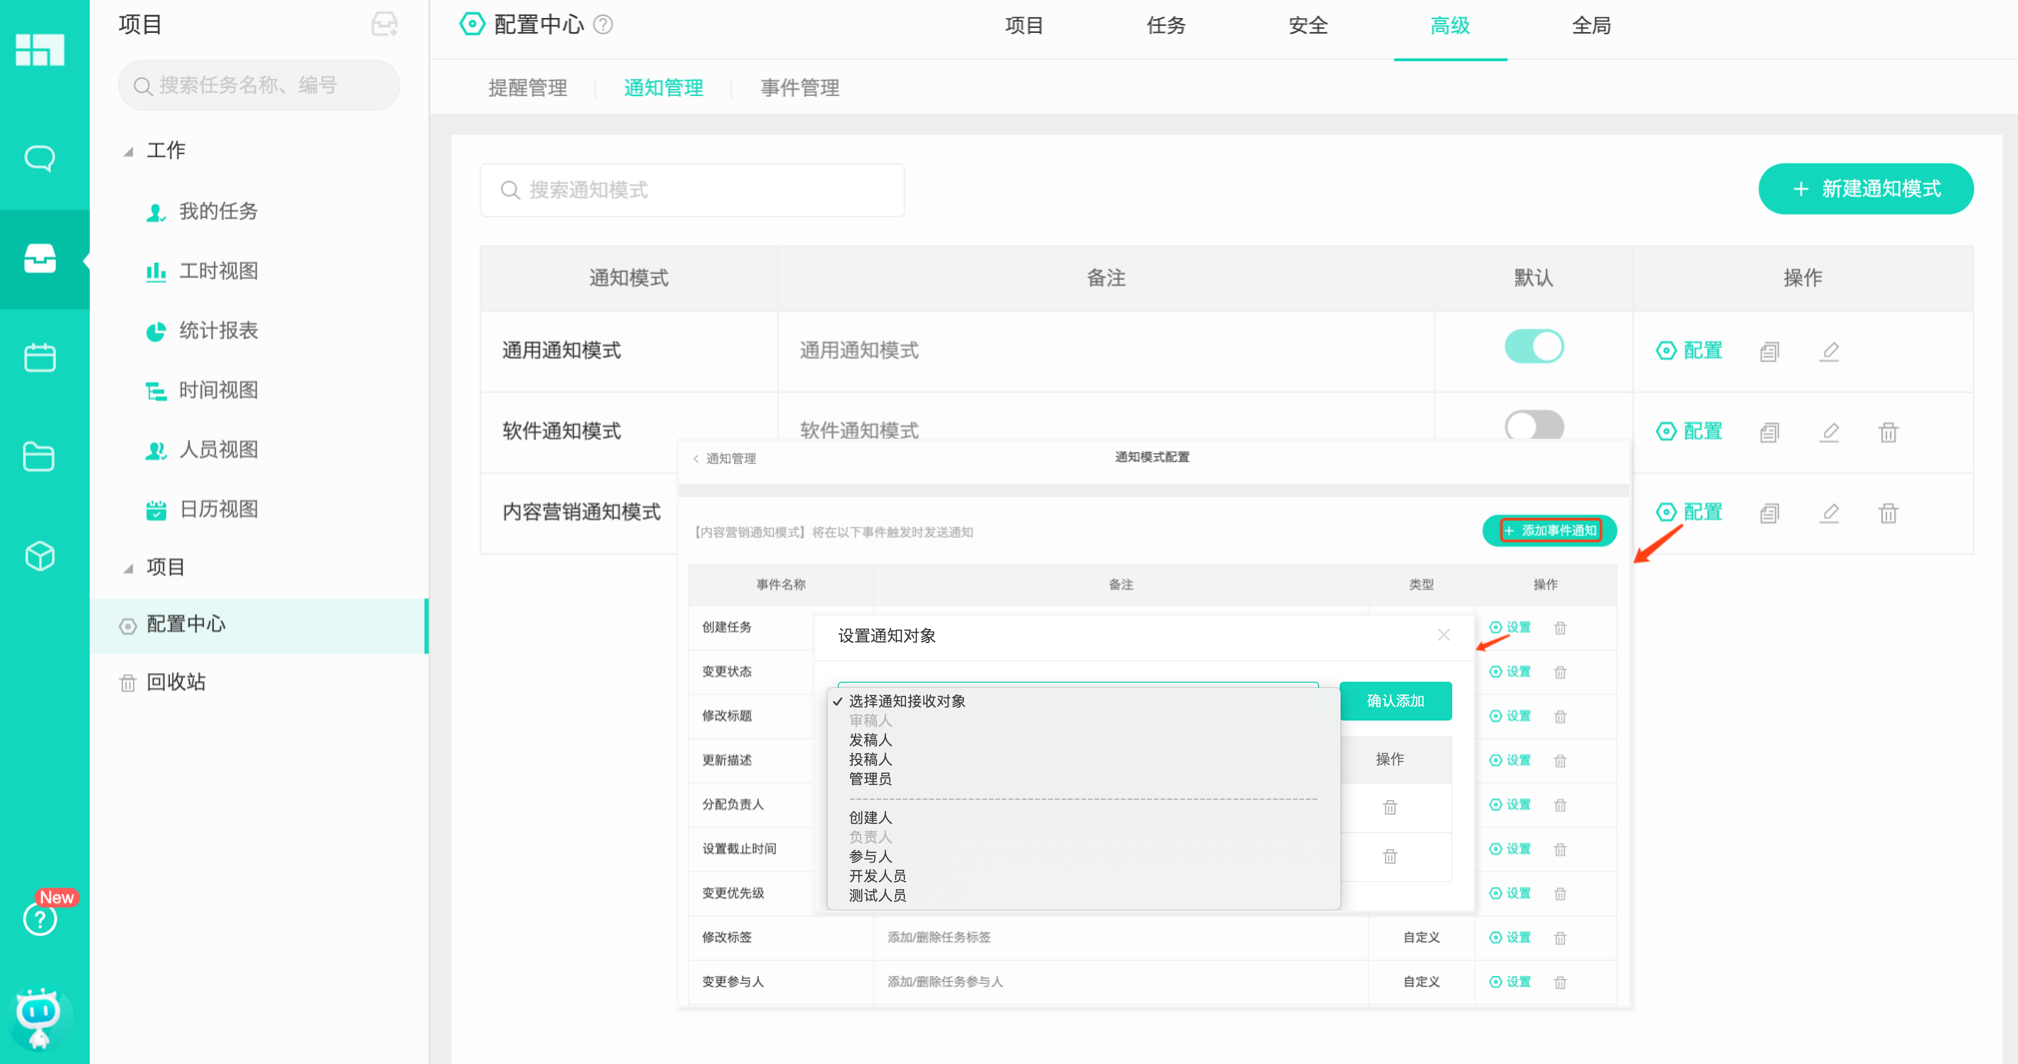 项目
搜索任务名称、编号
工作
我的任务
工时视图
统计报表
时间视图
人员视图
日历视图
项目
配置中心
回收站
New
配置中心
项目 任务 安全 高级 全局
提醒管理 通知管理 事件管理
搜索通知模式
+ 新建通知模式
通知模式 备注 默认 操作
通用通知模式 通用通知模式 配置
软件通知模式 软件通知模式 配置
内容营销通知模式 配置
< 通知管理 通知模式配置
【内容营销通知模式】将在以下事件触发时发送通知 + 添加事件通知
事件名称 备注 类型 操作
创建任务 设置
变更状态 设置
修改标题 设置
更新描述 设置
分配负责人 设置
设置截止时间 设置
变更优先级 设置
修改标签 添加/删除任务标签 自定义 设置
变更参与人 添加/删除任务参与人 自定义 设置
设置通知对象
✓ 选择通知接收对象
审稿人
发稿人
投稿人
管理员
创建人
负责人
参与人
开发人员
测试人员
确认添加
操作